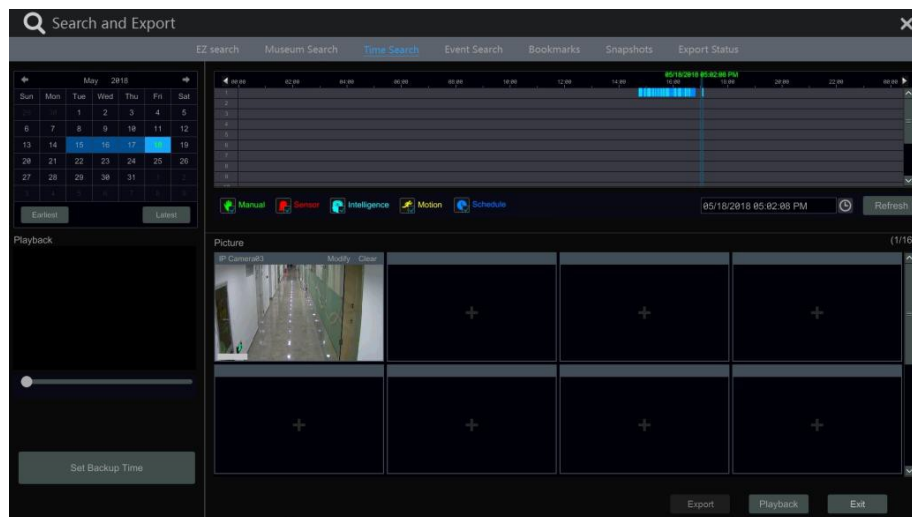 Search and Export
EZ search Museum Search Time Search Event Search Bookmarks Snapshots Export Status
May 2018
Sun Mon Tue Wed Thu Fri Sat
1 2 3 4 5
6 7 8 9 10 11 12
13 14 15 16 17 18 19
20 21 22 23 24 25 26
27 28 29 30 31
Earliest Latest
05/18/2018 05:02:08 PM
00:00 02:00 04:00 06:00 08:00 10:00 12:00 14:00 16:00 18:00 20:00 22:00 00:00
1
2
3
4
5
6
7
8
9
Manual Sensor Intelligence Motion Schedule
05/18/2018 05:02:08 PM Refresh
Playback
Picture (1/16
IP Camera03 Modify Clear
Set Backup Time
Export Playback Exit